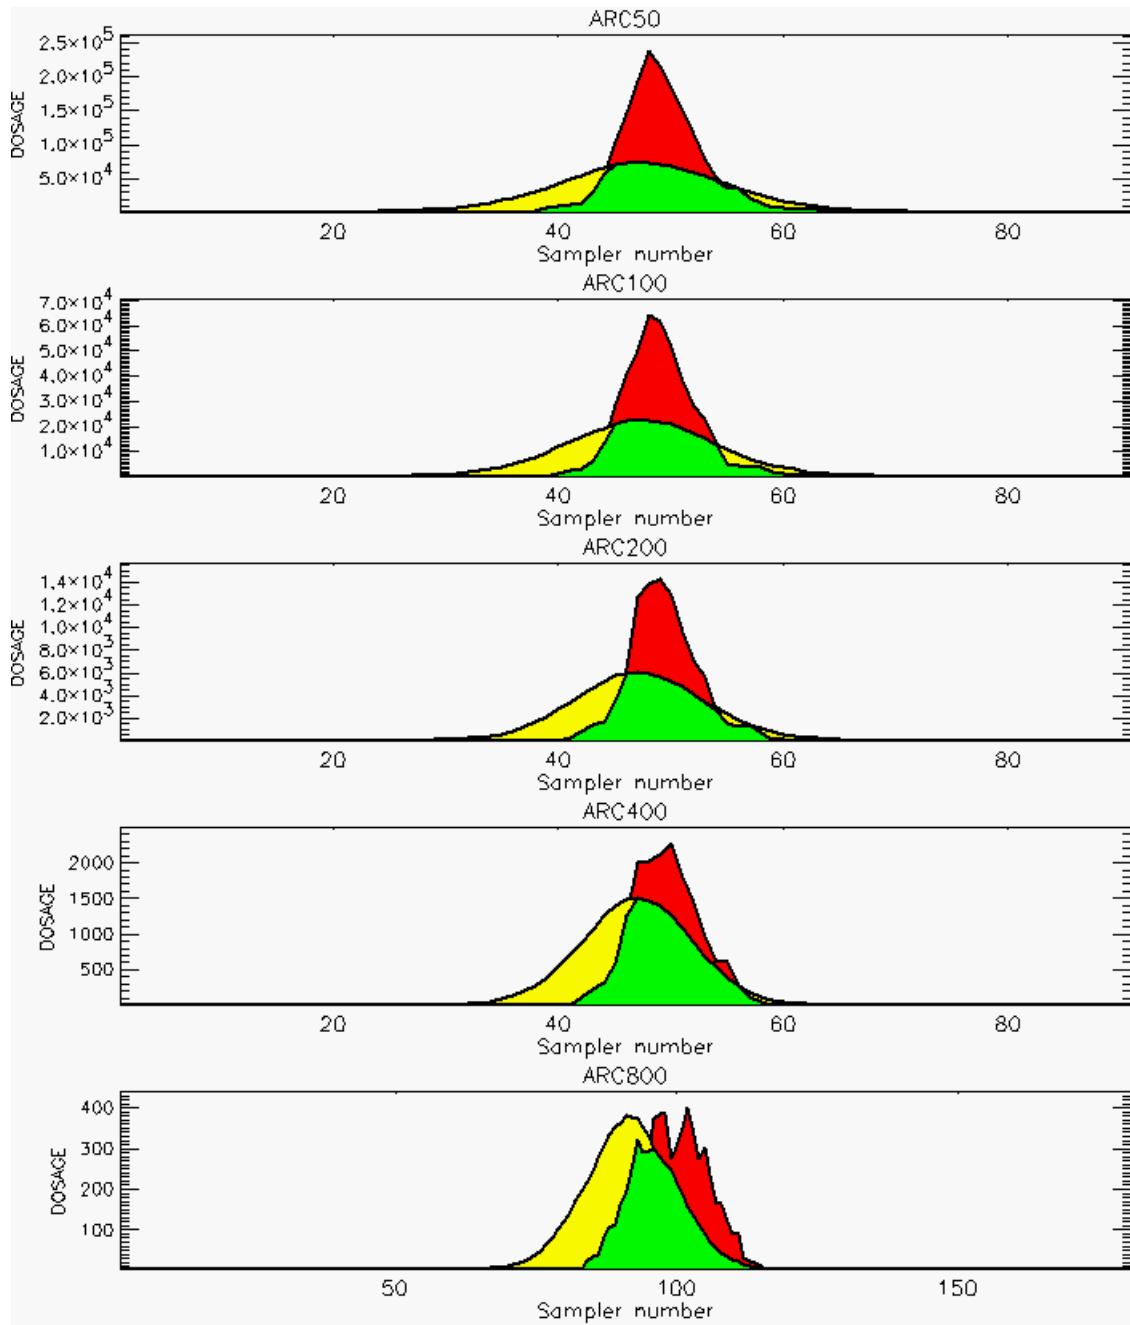 ARC50
2.5×10^5
2.0×10^5
1.5×10^5
1.0×10^5
5.0×10^4
DOSAGE
20 40 60 80
Sampler number
ARC100
7.0×10^4
6.0×10^4
5.0×10^4
4.0×10^4
3.0×10^4
2.0×10^4
1.0×10^4
DOSAGE
20 40 60 80
Sampler number
ARC200
1.4×10^4
1.2×10^4
1.0×10^4
8.0×10^3
6.0×10^3
4.0×10^3
2.0×10^3
DOSAGE
20 40 60 80
Sampler number
ARC400
2000
1500
1000
500
DOSAGE
20 40 60 80
Sampler number
ARC800
400
300
200
100
DOSAGE
50 100 150
Sampler number